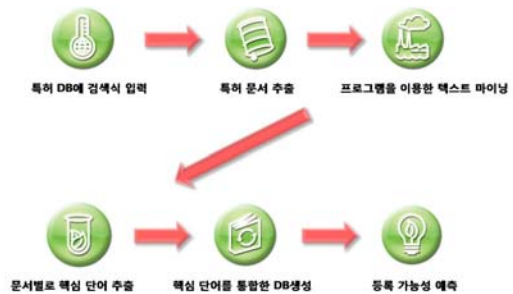 특허 DB에 검색식 입력
특허 문서 추출
프로그램을 이용한 텍스트 마이닝
문서별로 핵심 단어 추출
핵심 단어를 통합한 DB생성
등록 가능성 예측